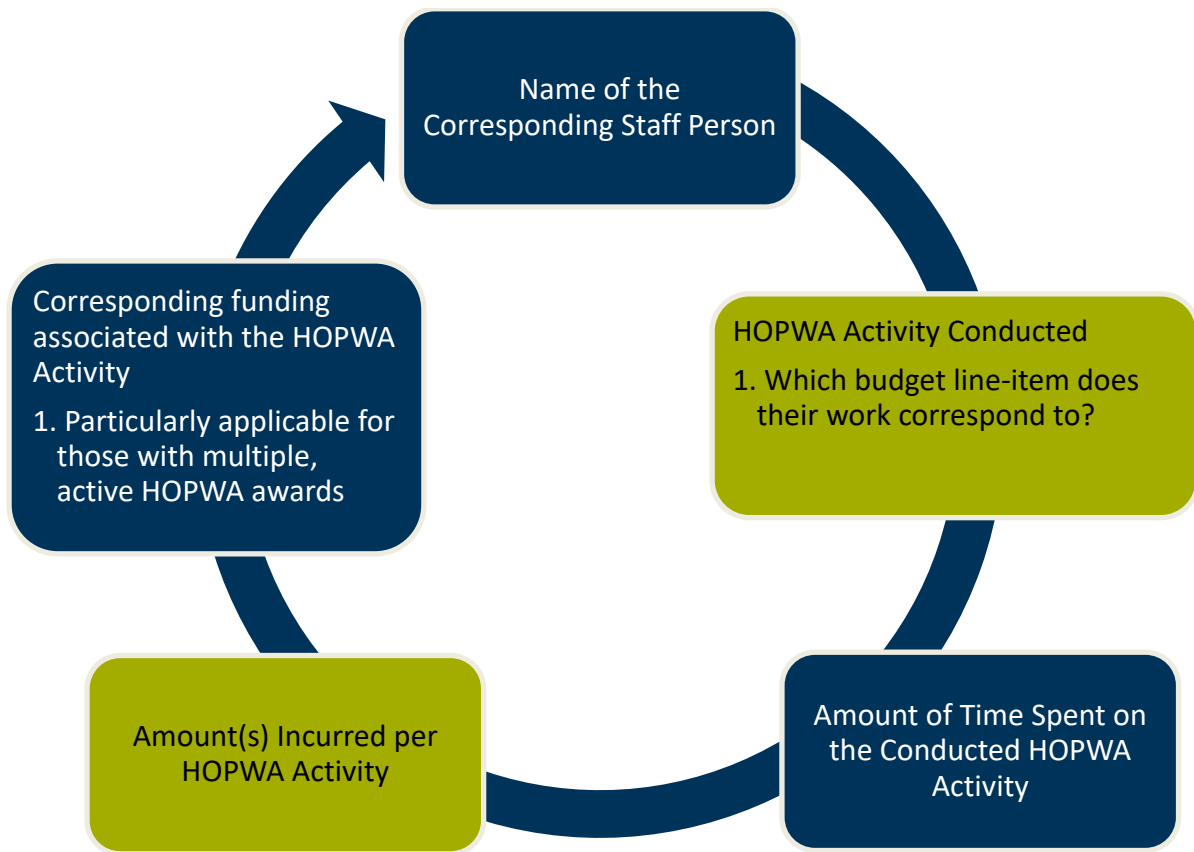 Name of the
Corresponding Staff Person
HOPWA Activity Conducted
1. Which budget line-item does
their work correspond to?
Amount of Time Spent on
the Conducted HOPWA
Activity
Amount(s) Incurred per
HOPWA Activity
Corresponding funding
associated with the HOPWA
Activity
1. Particularly applicable for
those with multiple,
active HOPWA awards